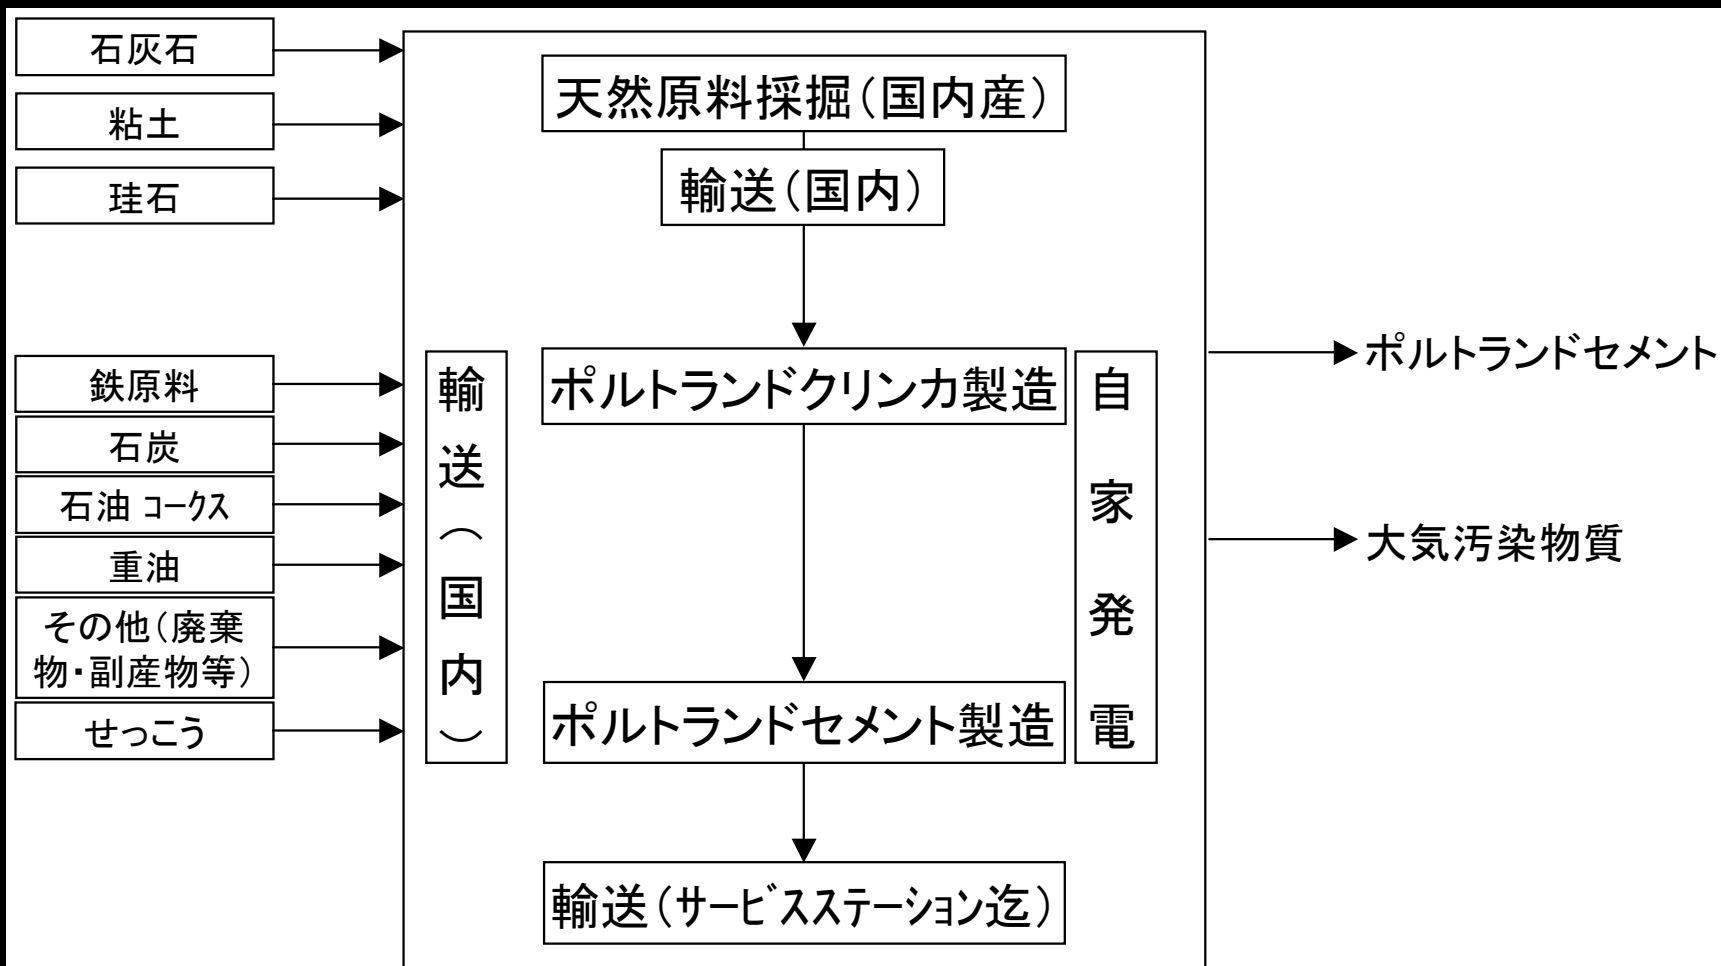 石灰石
粘土
珪石
鉄原料
石炭
石油 ｺｰｸｽ
重油
その他(廃棄
物・副産物等)
せっこう
天然原料採掘(国内産)
輸送(国内)
輸送(国内)
ポルトランドクリンカ製造
自家発電
ポルトランドセメント製造
輸送(ｻｰﾋﾞｽｽﾃｰｼｮﾝ迄)
ポルトランドセメント
大気汚染物質